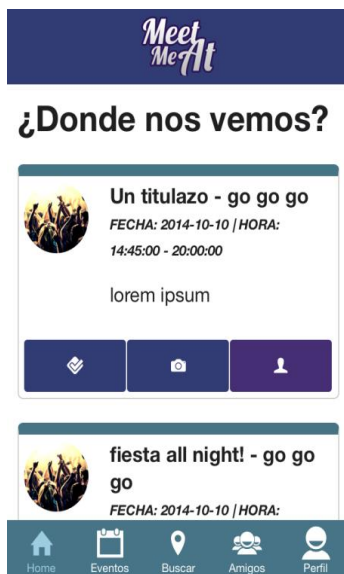 Meet
Me At
¿Donde nos vemos?
Un titulazo - go go go
FECHA: 2014-10-10 | HORA:
14:45:00 - 20:00:00
lorem ipsum
fiesta all night! - go go
go
FECHA: 2014-10-10 | HORA:
Home Eventos Buscar Amigos Perfil